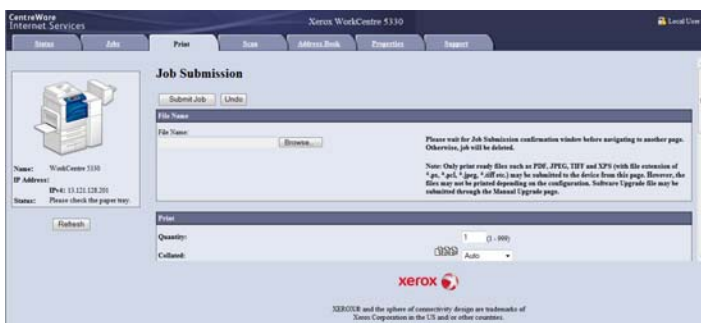 CentreWare
Internet Services
Xerox WorkCentre 5330
Local User
Status
Jobs
Print
Scan
Address Book
Properties
Support
Job Submission
Submit Job
Undo
File Name
File Name:
Browse...
Please wait for Job Submission confirmation window before navigating to another page.
Otherwise, job will be deleted.
Note: Only print ready files such as PDF, JPEG, TIFF and XPS (with file extension of
*.ps, *.pcl, *.jpeg, *.tiff etc.) may be submitted to the device from this page. However, the
files may not be printed depending on the configuration. Software Upgrade file may be
submitted through the Manual Upgrade page.
Name: WorkCentre 5330
IP Address:
IPv4: 13.121.128.201
Status: Please check the paper tray.
Refresh
Print
Quantity: 1 (1 - 999)
Collated: Auto
xerox
XEROX® and the sphere of connectivity design are trademarks of
Xerox Corporation in the US and/or other countries.